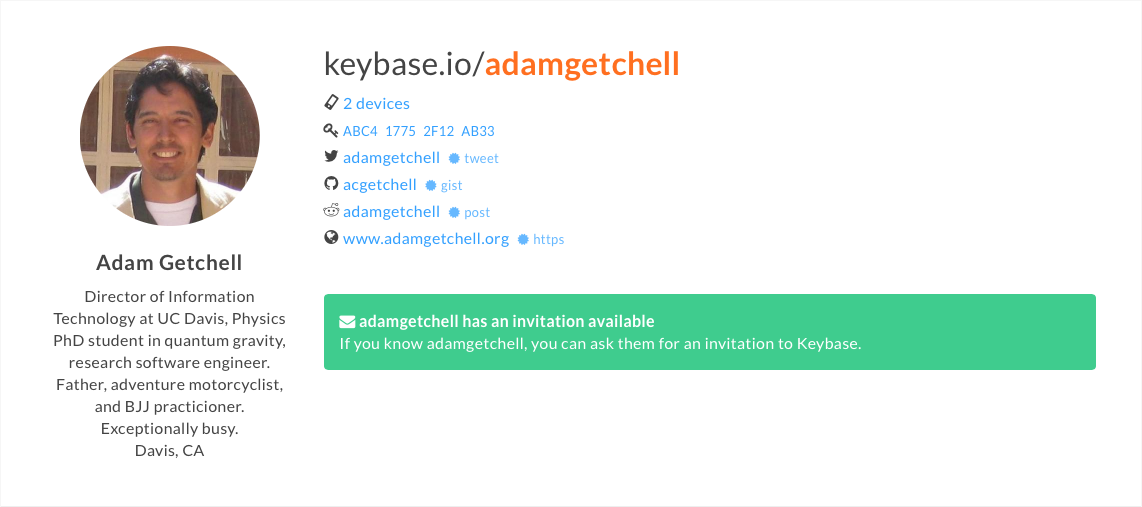 keybase.io/adamgetchell
2 devices
ABC4 1775 2F12 AB33
adamgetchell tweet
acgetchell gist
adamgetchell post
www.adamgetchell.org https
Adam Getchell
Director of Information
Technology at UC Davis, Physics
PhD student in quantum gravity,
research software engineer.
Father, adventure motorcyclist,
and BJJ practicioner.
Exceptionally busy.
Davis, CA
adamgetchell has an invitation available
If you know adamgetchell, you can ask them for an invitation to Keybase.